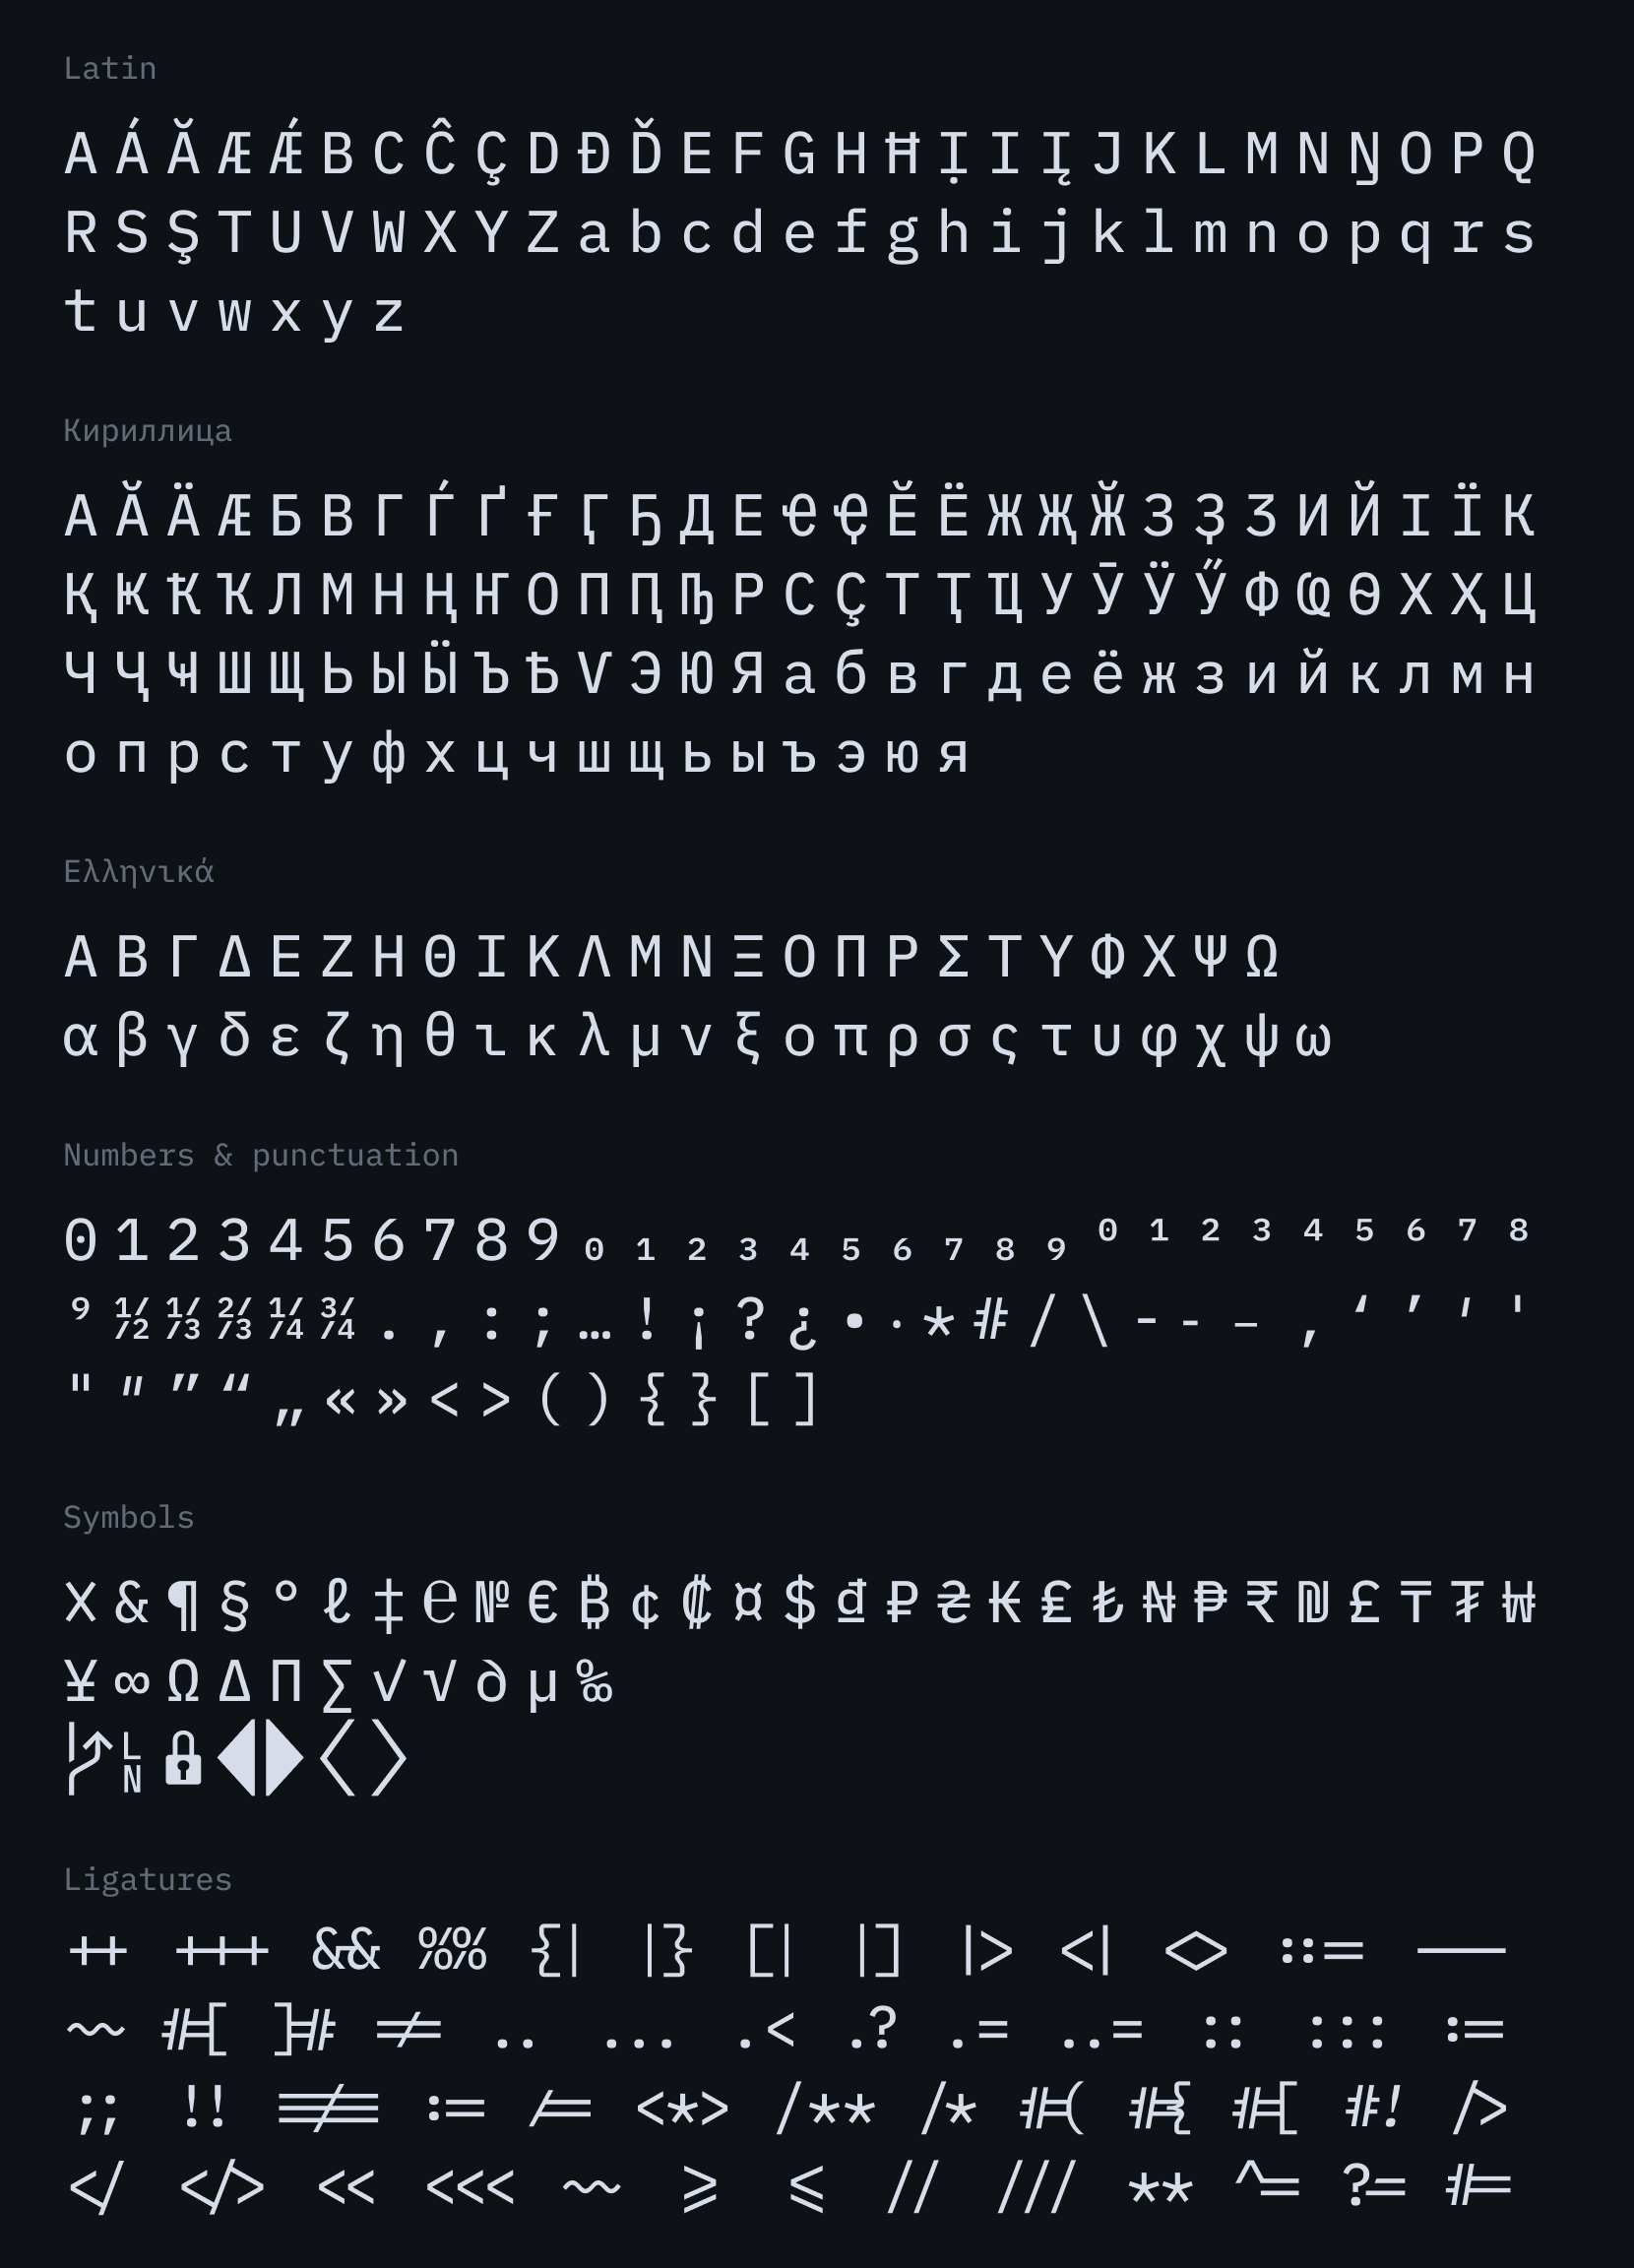 Latin
A Á Ă Æ Ǽ B C Ĉ Ç D Đ Ď E F G H Ħ Ị I Į J K L M N Ŋ O P Q
R S Ş T U V W X Y Z a b c d e f g h i j k l m n o p q r s
t u v w x y z
Кириллица
А Ӑ Ӓ Ӕ Б В Г Ѓ Ґ Ғ Ӷ Ҕ Д Е Ҽ Ҿ Ӗ Ё Ж Җ Ӂ З Ҙ Ӡ И Й І Ї К
Қ Ҝ Ҟ Ҡ Л М Н Ң Ҥ О П Ԥ Ҧ Р С Ҫ Т Ҭ Ҵ У Ӯ Ӱ Ӳ Ф Ҩ Ѳ Х Ҳ Ц
Ч Ҷ Ҹ Ш Щ Ь Ы Ӹ Ъ Ѣ Ѵ Э Ю Я а б в г д е ё ж з и й к л м н
о п р с т у ф х ц ч ш щ ь ы ъ э ю я
Ελληνικά
Α Β Γ Δ Ε Ζ Η Θ Ι Κ Λ Μ Ν Ξ Ο Π Ρ Σ Τ Υ Φ Χ Ψ Ω
α β γ δ ε ζ η θ ι κ λ μ ν ξ ο π ρ σ ς τ υ φ χ ψ ω
Numbers & punctuation
0 1 2 3 4 5 6 7 8 9 ₀ ₁ ₂ ₃ ₄ ₅ ₆ ₇ ₈ ₉ ⁰ ¹ ² ³ ⁴ ⁵ ⁶ ⁷ ⁸
⁹ ½ ⅓ ⅔ ¼ ¾ . , : ; … ! ¡ ? ¿ • · * # / \ - - – ‚ ‘ ’ ′ '
" ″ ” “ „ « » < > ( ) { } [ ]
Symbols
☓ & ¶ § ° ℓ ‡ ℮ № € ₿ ¢ ₡ ¤ $ ₫ ₽ ₴ ₭ ₤ ₺ ₦ ₱ ₹ ₪ £ ₸ ₮ ₩
¥ ∞ Ω ∆ ∏ ∑ √ √ ∂ µ ‰
LN
Ligatures
++ +++ && %% {| |} [| |] |> <| <> ::= ---
~~ #[ ]# != .. ... .< .? .= ..= :: ::: :=
;; !! !== := /= <*> /** /* #( #{ #[ #! />
</ </> << <<< ~~ >= <= // /// ** ^= ?= #=